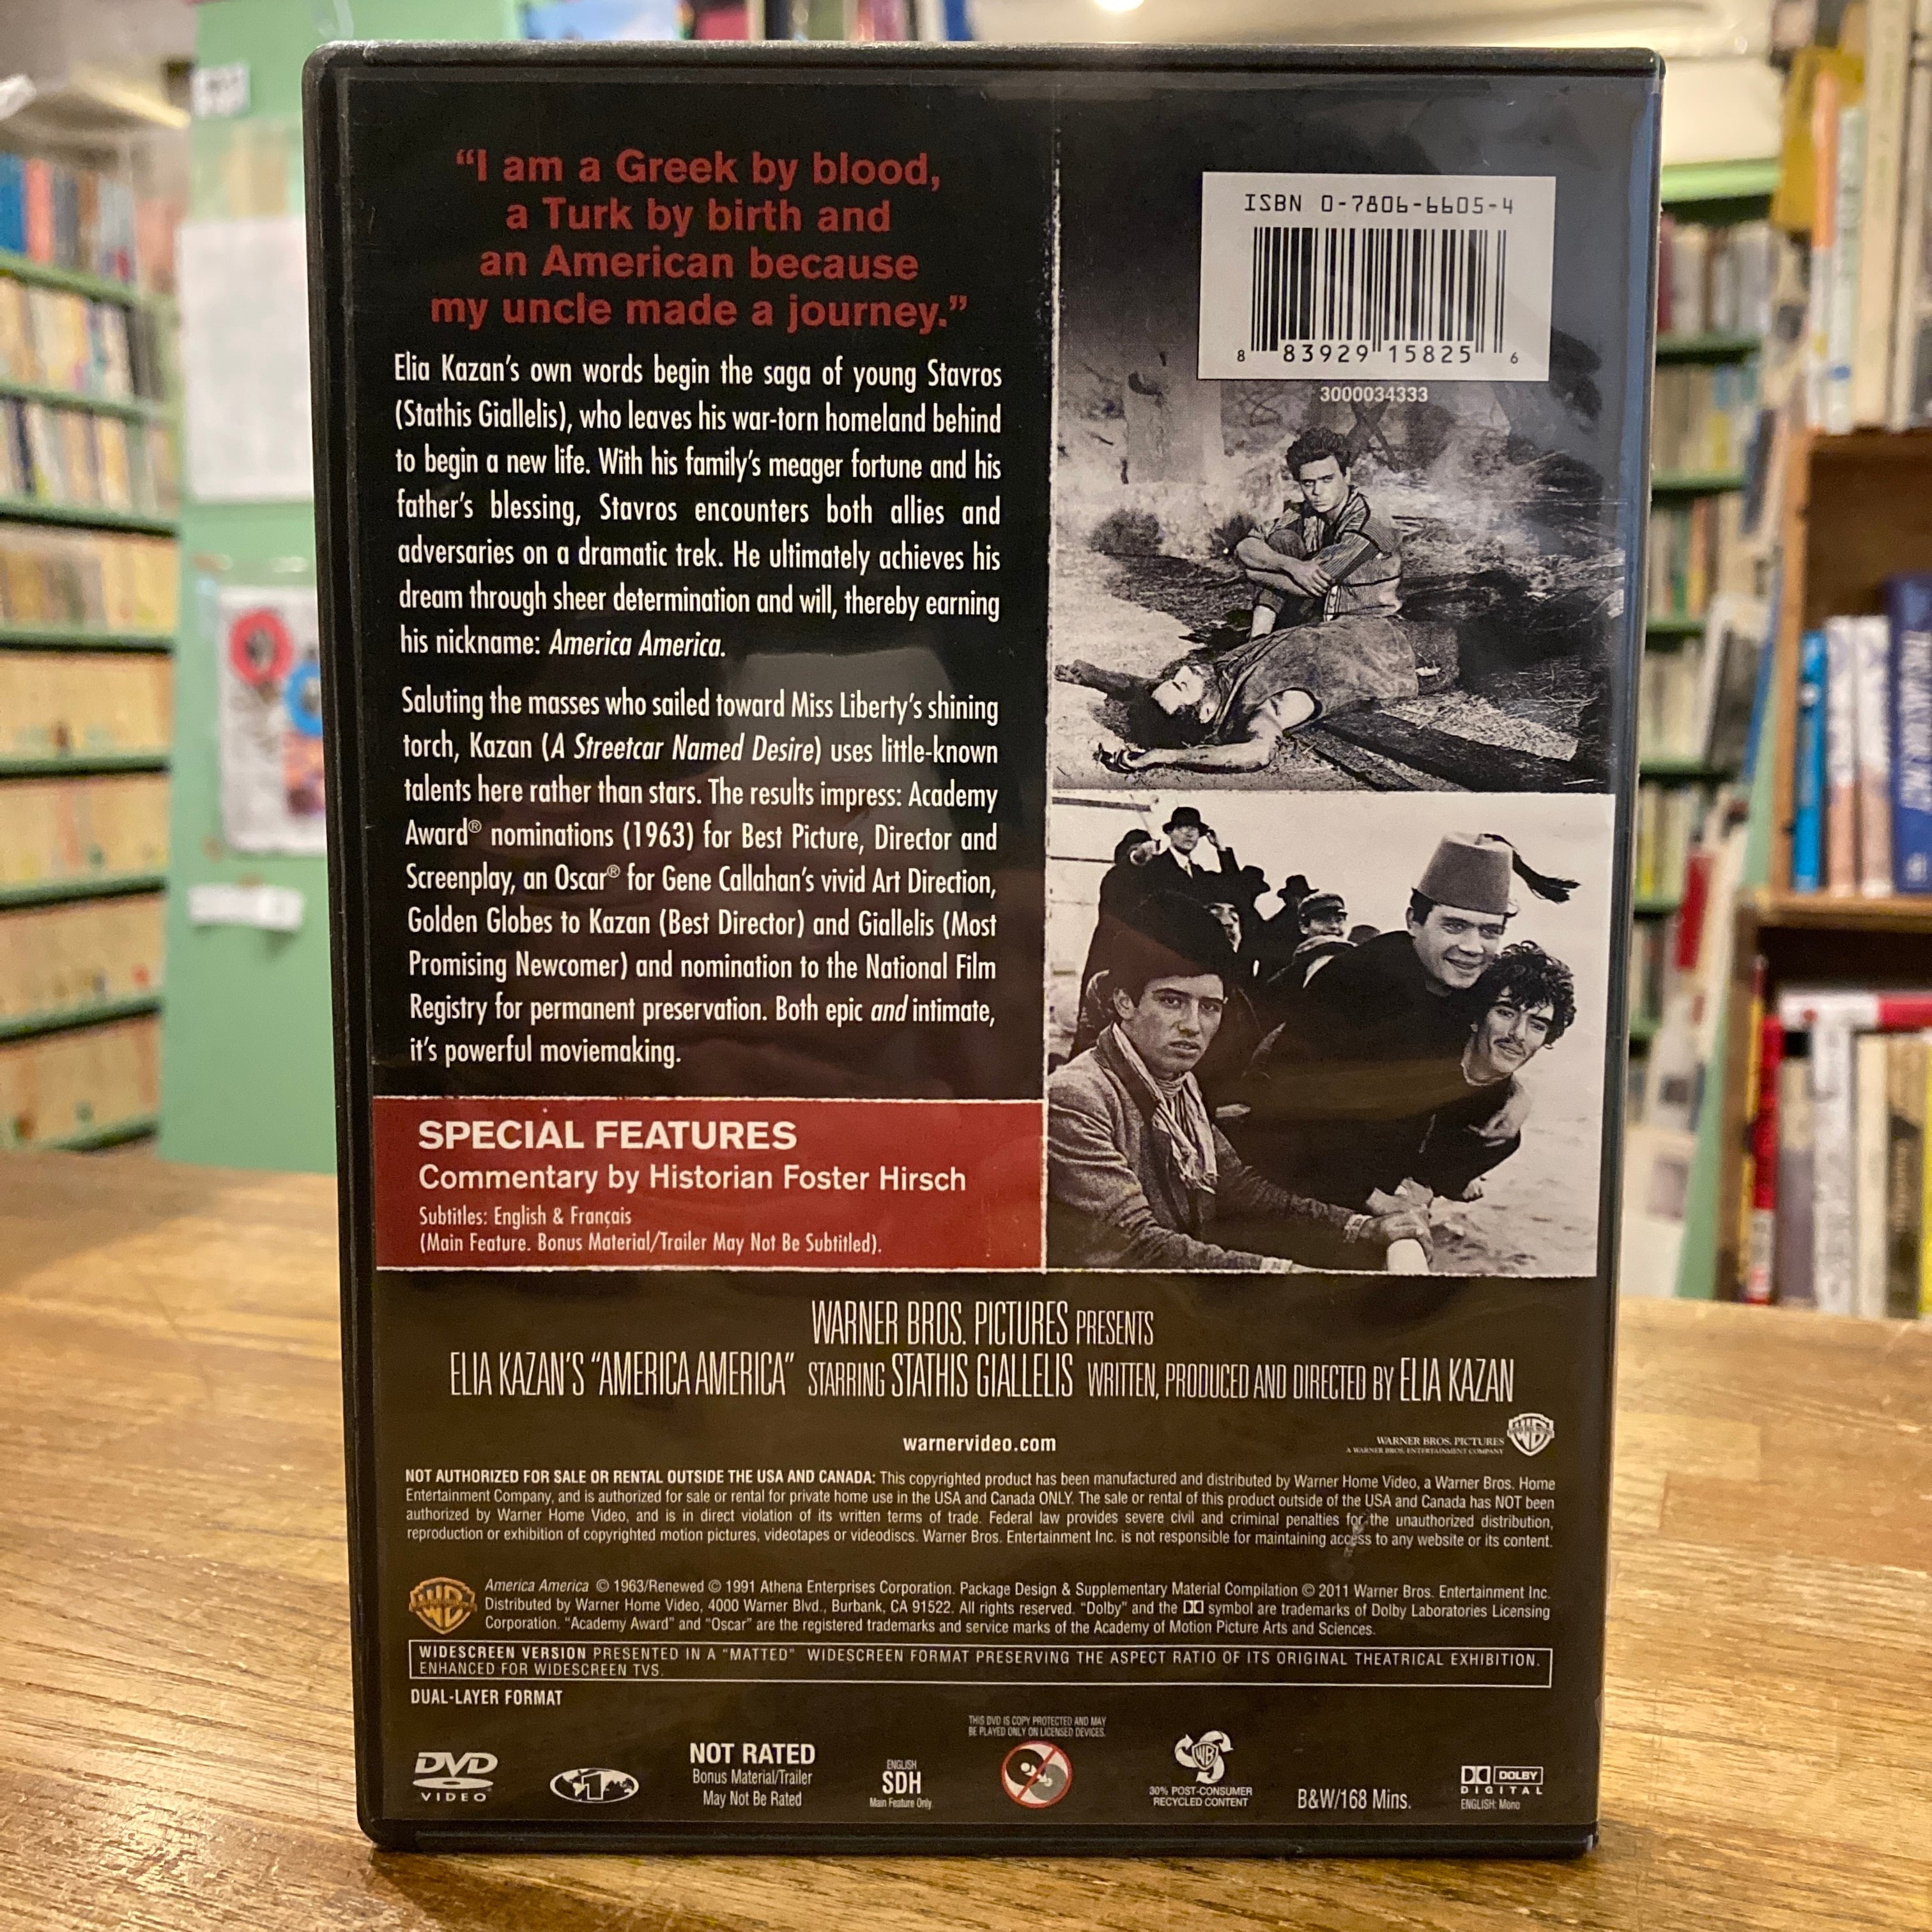 “I am a Greek by blood,
a Turk by birth and
an American because
my uncle made a journey.”
Elia Kazan’s own words begin the saga of young Stavros
(Stathis Giallelis), who leaves his war-torn homeland behind
to begin a new life. With his family’s meager fortune and his
father’s blessing, Stavros encounters both allies and
adversaries on a dramatic trek. He ultimately achieves his
dream through sheer determination and will, thereby earning
his nickname: America America.
Saluting the masses who sailed toward Miss Liberty’s shining
torch, Kazan (A Streetcar Named Desire) uses little-known
talents here rather than stars. The results impress: Academy
Award® nominations (1963) for Best Picture, Director and
Screenplay, an Oscar® for Gene Callahan’s vivid Art Direction,
Golden Globes to Kazan (Best Director) and Giallelis (Most
Promising Newcomer) and nomination to the National Film
Registry for permanent preservation. Both epic and intimate,
it’s powerful moviemaking.
ISBN 0-7806-6605-4
8 83929 15825 6
3000034333
SPECIAL FEATURES
Commentary by Historian Foster Hirsch
Subtitles: English & Français
(Main Feature. Bonus Material/Trailer May Not Be Subtitled).
WARNER BROS. PICTURES PRESENTS
ELIA KAZAN’S “AMERICA AMERICA” STARRING STATHIS GIALLELIS WRITTEN, PRODUCED AND DIRECTED BY ELIA KAZAN
warnervideo.com
WARNER BROS. PICTURES
A WARNER BROS. ENTERTAINMENT COMPANY
WB
NOT AUTHORIZED FOR SALE OR RENTAL OUTSIDE THE USA AND CANADA: This copyrighted product has been manufactured and distributed by Warner Home Video, a Warner Bros. Home
Entertainment Company, and is authorized for sale or rental for private home use in the USA and Canada ONLY. The sale or rental of this product outside of the USA and Canada has NOT been
authorized by Warner Home Video, and is in direct violation of its written terms of trade. Federal law provides severe civil and criminal penalties for the unauthorized distribution,
reproduction or exhibition of copyrighted motion pictures, videotapes or videodiscs. Warner Bros. Entertainment Inc. is not responsible for maintaining access to any website or its content.
WB
America America © 1963/Renewed © 1991 Athena Enterprises Corporation. Package Design & Supplementary Material Compilation © 2011 Warner Bros. Entertainment Inc.
Distributed by Warner Home Video, 4000 Warner Blvd., Burbank, CA 91522. All rights reserved. “Dolby” and the DD symbol are trademarks of Dolby Laboratories Licensing
Corporation. “Academy Award” and “Oscar” are the registered trademarks and service marks of the Academy of Motion Picture Arts and Sciences.
WIDESCREEN VERSION PRESENTED IN A “MATTED” WIDESCREEN FORMAT PRESERVING THE ASPECT RATIO OF ITS ORIGINAL THEATRICAL EXHIBITION.
ENHANCED FOR WIDESCREEN TVS.
DUAL-LAYER FORMAT
DVD
VIDEO
1
NOT RATED
Bonus Material/Trailer
May Not Be Rated
ENGLISH
SDH
Main Feature Only
THIS DVD IS COPY PROTECTED AND MAY
BE PLAYED ONLY ON LICENSED DEVICES.
WB
30% POST-CONSUMER
RECYCLED CONTENT
B&W/168 Mins.
DOLBY
DIGITAL
ENGLISH: Mono